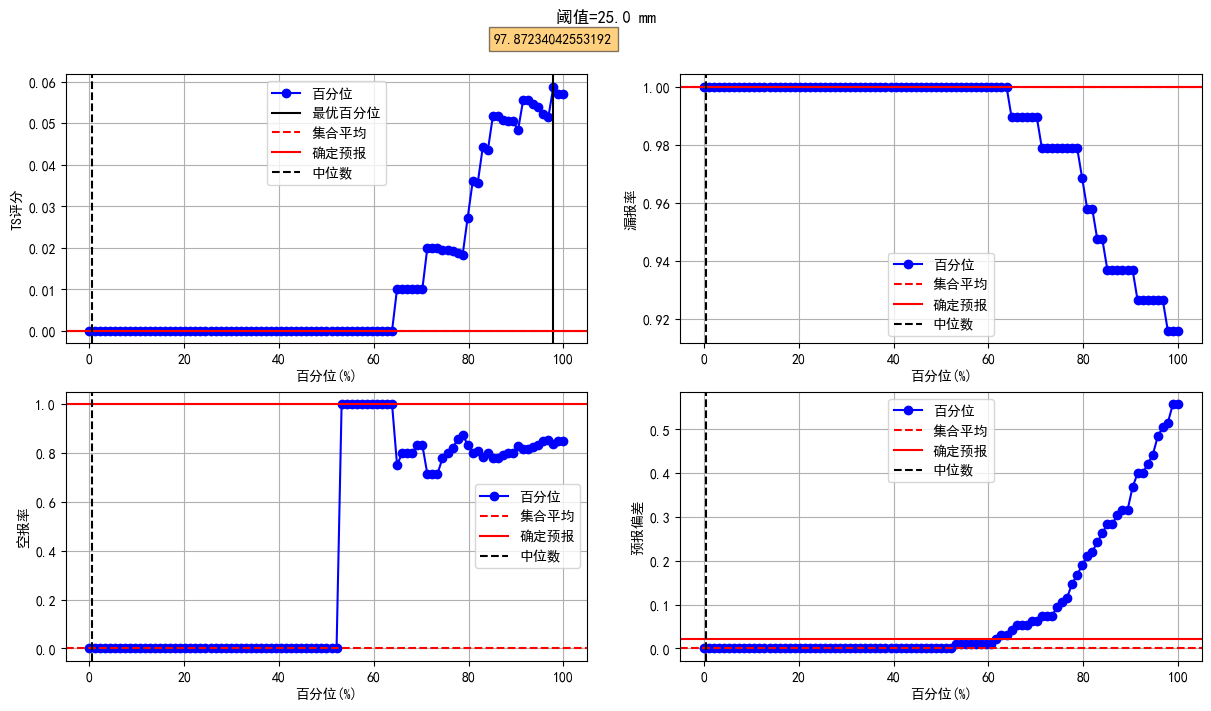 阈值=25.0 mm
97.87234042553192
TS评分
0.06
0.05
0.04
0.03
0.02
0.01
0.00
百分位
最优百分位
集合平均
确定预报
中位数
0 20 40 60 80 100
百分位(%)
漏报率
1.00
0.98
0.96
0.94
0.92
百分位
集合平均
确定预报
中位数
0 20 40 60 80 100
百分位(%)
空报率
1.0
0.8
0.6
0.4
0.2
0.0
百分位
集合平均
确定预报
中位数
0 20 40 60 80 100
百分位(%)
预报偏差
0.5
0.4
0.3
0.2
0.1
0.0
百分位
集合平均
确定预报
中位数
0 20 40 60 80 100
百分位(%)